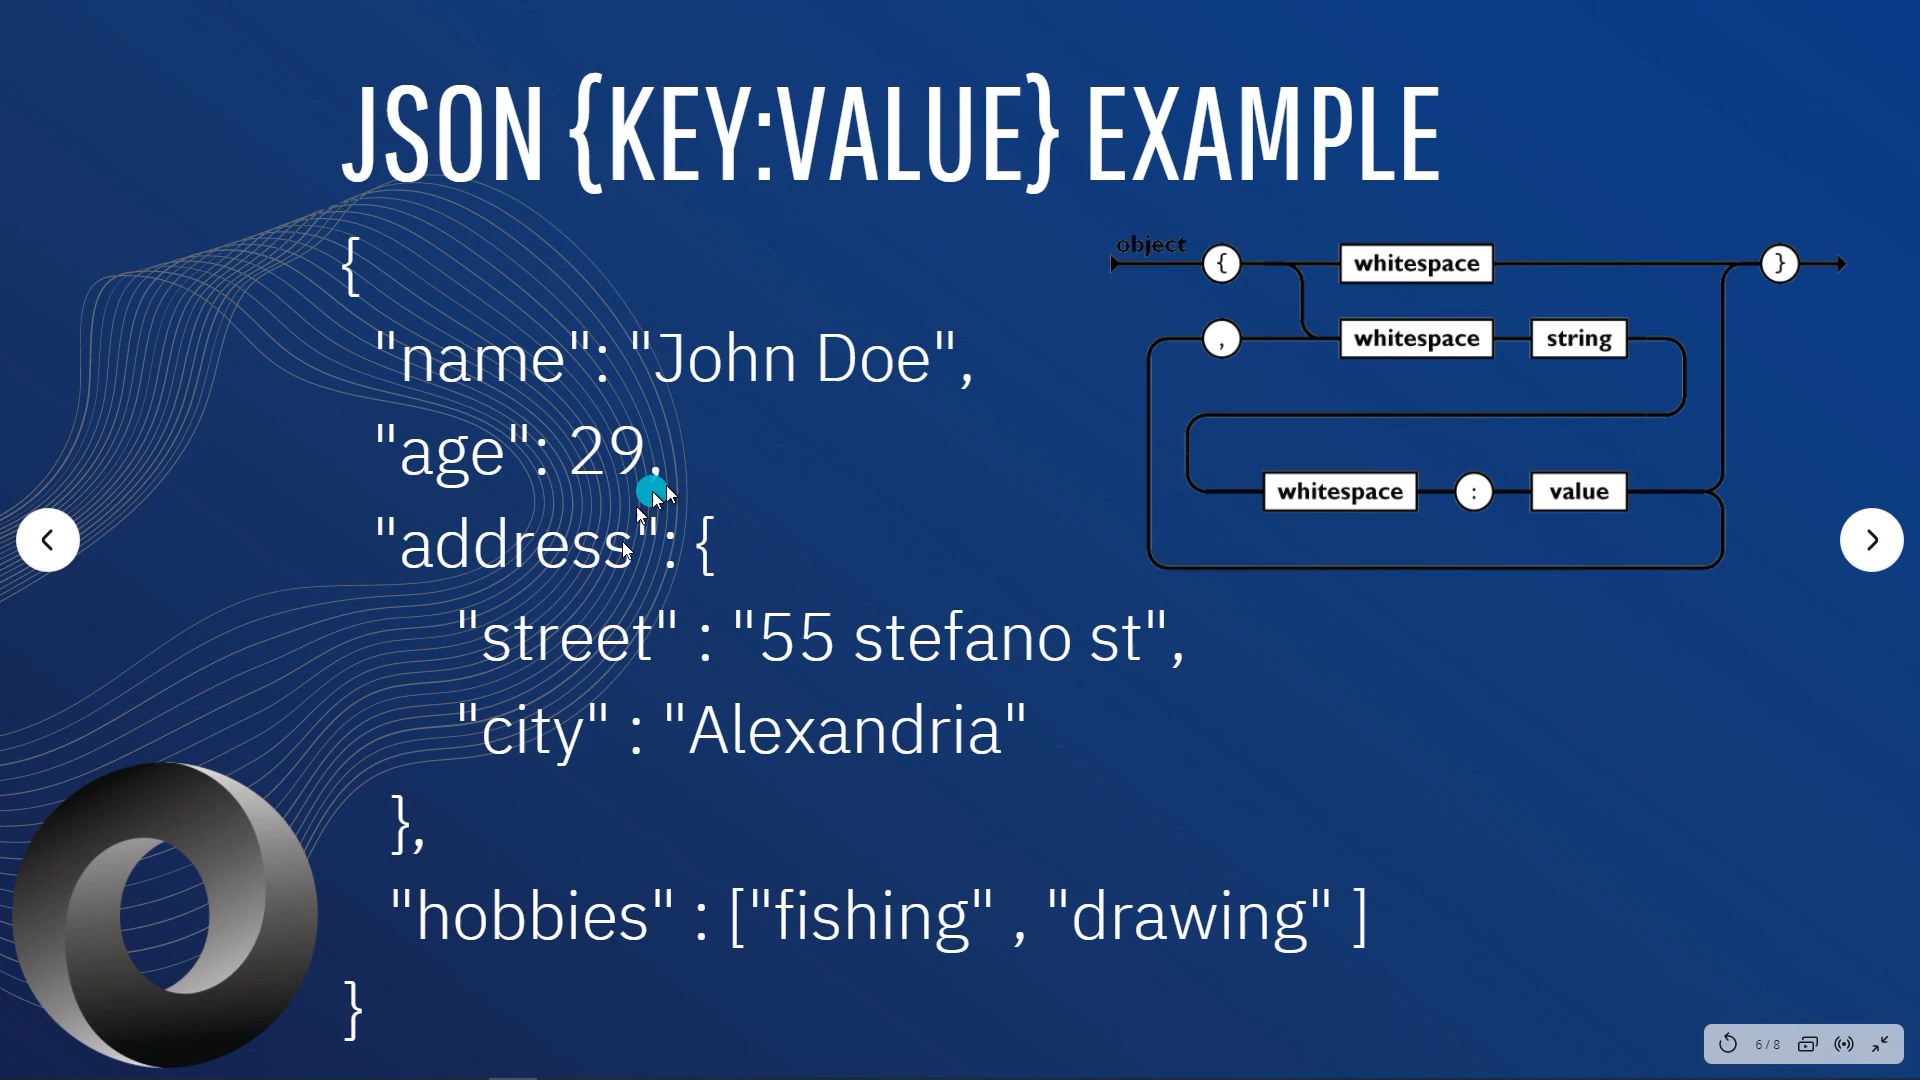 JSON {KEY:VALUE} EXAMPLE
{
"name": "John Doe",
"age": 29,
"address": {
"street" : "55 stefano st",
"city" : "Alexandria"
},
"hobbies" : ["fishing" , "drawing" ]
}
object
{ whitespace }
, whitespace string
whitespace : value
6 / 8